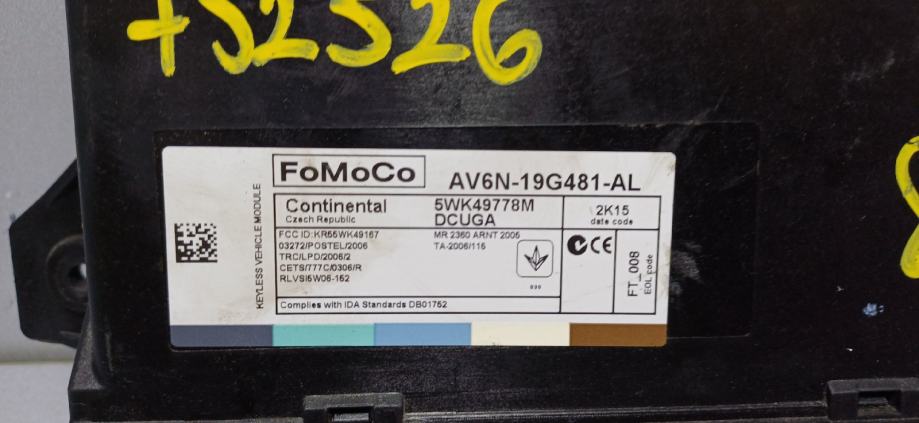 752526
FoMoCo
AV6N-19G481-AL
KEYLESS VEHICLE MODULE
Continental
Czech Republic
5WK49778M
DCUGA
2K15
date code
FCC ID:KR55WK49167
03272/POSTEL/2006
TRC/LPD/2006/2
CETS/777C/0306/R
RLVSI5W06-152
MR 2360 ARNT 2006
TA-2006/116
CE
FT_008
EOL code
Complies with IDA Standards DB01752